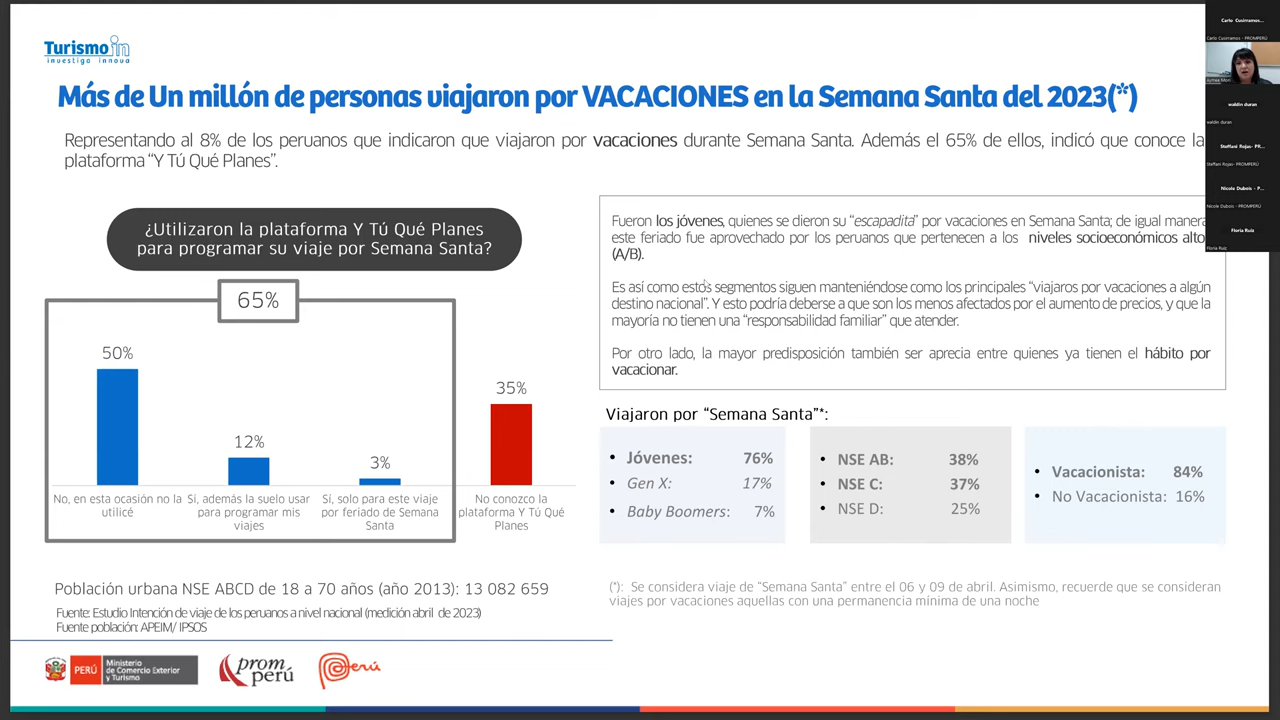 Turismo in
investiga innova
Más de Un millón de personas viajaron por VACACIONES en la Semana Santa del 2023(*)
Representando al 8% de los peruanos que indicaron que viajaron por vacaciones durante Semana Santa. Además el 65% de ellos, indicó que conoce la
plataforma “Y Tú Qué Planes”.
¿Utilizaron la plataforma Y Tú Qué Planes
para programar su viaje por Semana Santa?
65%
50%
12%
3%
35%
No, en esta ocasión no la
utilicé
Sí, además la suelo usar
para programar mis
viajes
Sí, solo para este viaje
por feriado de Semana
Santa
No conozco la
plataforma Y Tú Qué
Planes
Población urbana NSE ABCD de 18 a 70 años (año 2013): 13 082 659
Fuente: Estudio Intención de viaje de los peruanos a nivel nacional (medición abril de 2023)
Fuente población: APEIM/ IPSOS
Fueron los jóvenes, quienes se dieron su “escapadita” por vacaciones en Semana Santa; de igual manera
este feriado fue aprovechado por los peruanos que pertenecen a los niveles socioeconómicos alto
(A/B).
Es así como estos segmentos siguen manteniéndose como los principales “viajaros por vacaciones a algún
destino nacional”. Y esto podría deberse a que son los menos afectados por el aumento de precios, y que la
mayoría no tienen una “responsabilidad familiar” que atender.
Por otro lado, la mayor predisposición también ser aprecia entre quienes ya tienen el hábito por
vacacionar.
Viajaron por “Semana Santa”*:
• Jóvenes: 76%
• Gen X: 17%
• Baby Boomers: 7%
• NSE AB: 38%
• NSE C: 37%
• NSE D: 25%
• Vacacionista: 84%
• No Vacacionista: 16%
(*): Se considera viaje de “Semana Santa” entre el 06 y 09 de abril. Asimismo, recuerde que se consideran
viajes por vacaciones aquellas con una permanencia mínima de una noche
PERÚ
Ministerio
de Comercio Exterior
y Turismo
prom
perú
Perú
Carlo Cusirramos...
Carlo Cusirramos - PROMPERÚ
waldin duran
waldin duran
Steffani Rojas- PR...
Steffani Rojas- PROMPERÚ
Nicole Dubois - P...
Nicole Dubois - PROMPERÚ
Floria Ruiz
Floria Ruiz